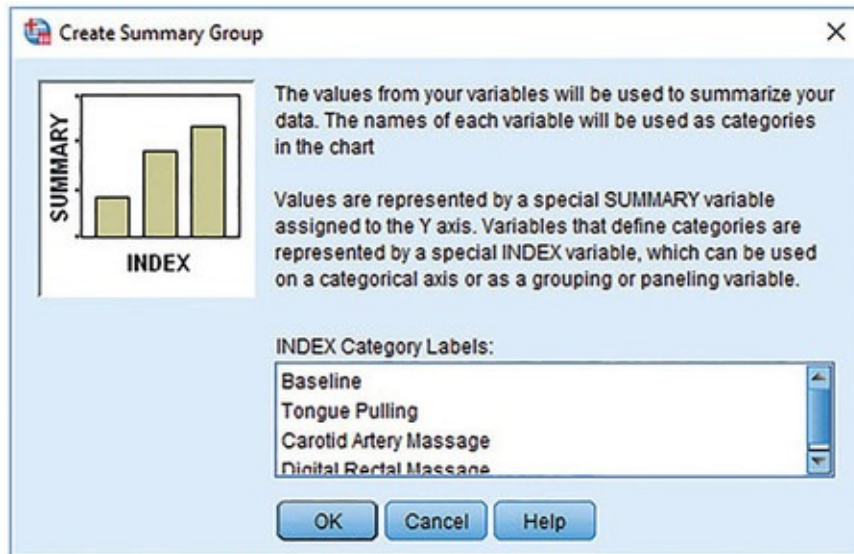 Create Summary Group
SUMMARY
INDEX
The values from your variables will be used to summarize your
data. The names of each variable will be used as categories
in the chart
Values are represented by a special SUMMARY variable
assigned to the Y axis. Variables that define categories are
represented by a special INDEX variable, which can be used
on a categorical axis or as a grouping or paneling variable.
INDEX Category Labels:
Baseline
Tongue Pulling
Carotid Artery Massage
Digital Rectal Massage
OK
Cancel
Help